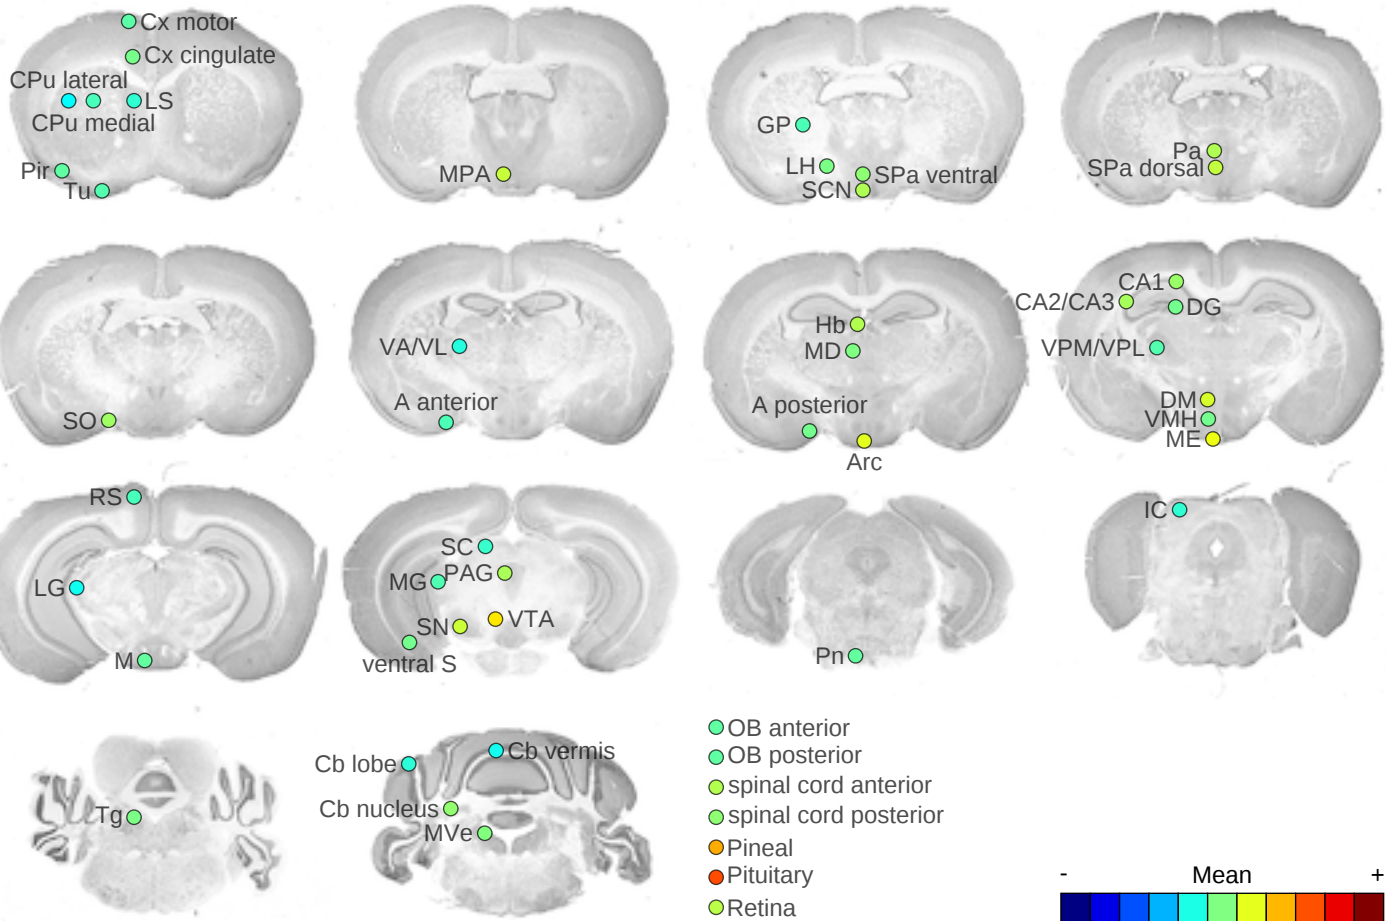 Cx motor
Cx cingulate
CPu lateral
LS
CPu medial
Pir
Tu
MPA
GP
LH
SPa ventral
SCN
Pa
SPa dorsal
SO
VA/VL
A anterior
Hb
MD
A posterior
Arc
CA1
CA2/CA3
DG
VPM/VPL
DM
VMH
ME
RS
LG
M
SC
MG
PAG
SN
VTA
ventral S
Pn
IC
Tg
Cb lobe
Cb vermis
Cb nucleus
MVe
OB anterior
OB posterior
spinal cord anterior
spinal cord posterior
Pineal
Pituitary
Retina
- Mean +